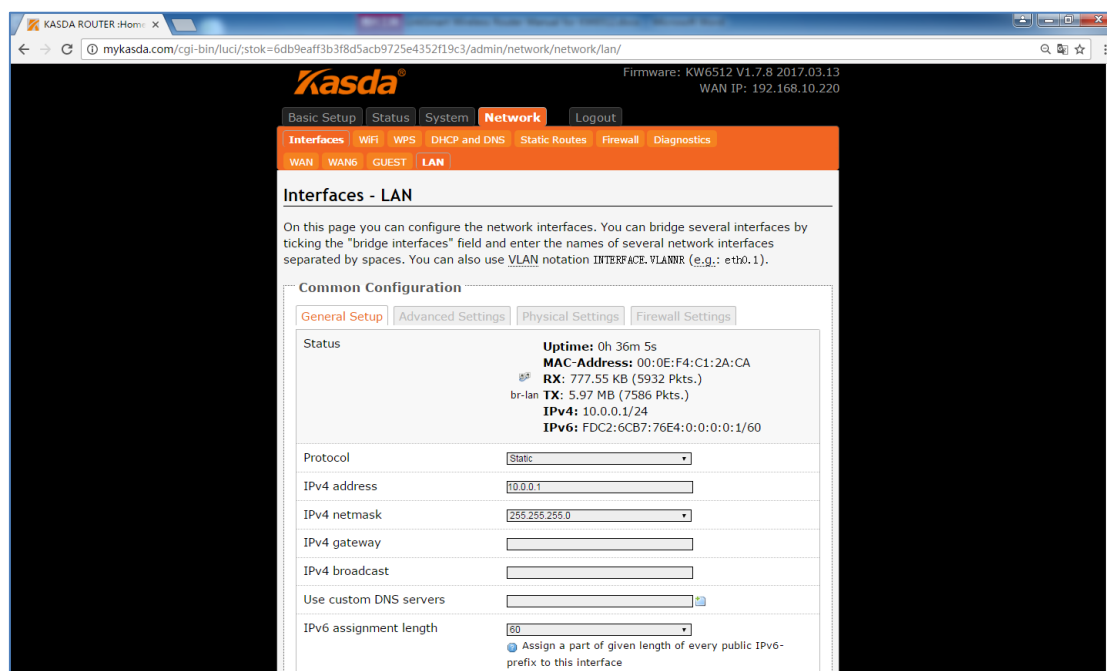 KASDA ROUTER :Home
mykasda.com/cgi-bin/luci/;stok=6db9eaff3b3f8d5acb9725e4352f19c3/admin/network/network/lan/
Kasda®
Firmware: KW6512 V1.7.8 2017.03.13
WAN IP: 192.168.10.220
Basic Setup Status System Network Logout
Interfaces WiFi WPS DHCP and DNS Static Routes Firewall Diagnostics
WAN WAN6 GUEST LAN
Interfaces - LAN
On this page you can configure the network interfaces. You can bridge several interfaces by
ticking the "bridge interfaces" field and enter the names of several network interfaces
separated by spaces. You can also use VLAN notation INTERFACE.VLANNR (e.g.: eth0.1).
Common Configuration
General Setup Advanced Settings Physical Settings Firewall Settings
Status
Uptime: 0h 36m 5s
MAC-Address: 00:0E:F4:C1:2A:CA
RX: 777.55 KB (5932 Pkts.)
br-lan TX: 5.97 MB (7586 Pkts.)
IPv4: 10.0.0.1/24
IPv6: FDC2:6CB7:76E4:0:0:0:0:1/60
Protocol Static
IPv4 address 10.0.0.1
IPv4 netmask 255.255.255.0
IPv4 gateway
IPv4 broadcast
Use custom DNS servers
IPv6 assignment length 60
Assign a part of given length of every public IPv6-
prefix to this interface